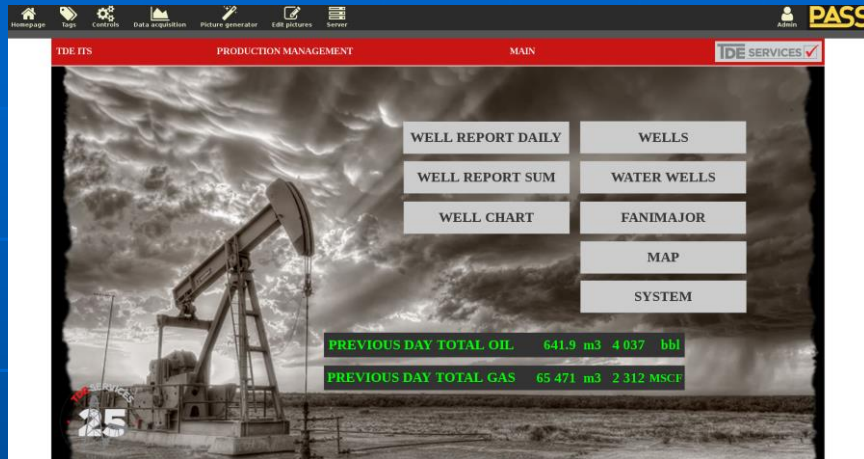 Homepage Tags Controls Data acquisition Picture generator Edit pictures Server Admin PASS
TDE ITS PRODUCTION MANAGEMENT MAIN TDE SERVICES
WELL REPORT DAILY WELLS
WELL REPORT SUM WATER WELLS
WELL CHART FANIMAJOR
MAP
SYSTEM
PREVIOUS DAY TOTAL OIL 641.9 m3 4 037 bbl
PREVIOUS DAY TOTAL GAS 65 471 m3 2 312 MSCF
TDE SERVICES
25